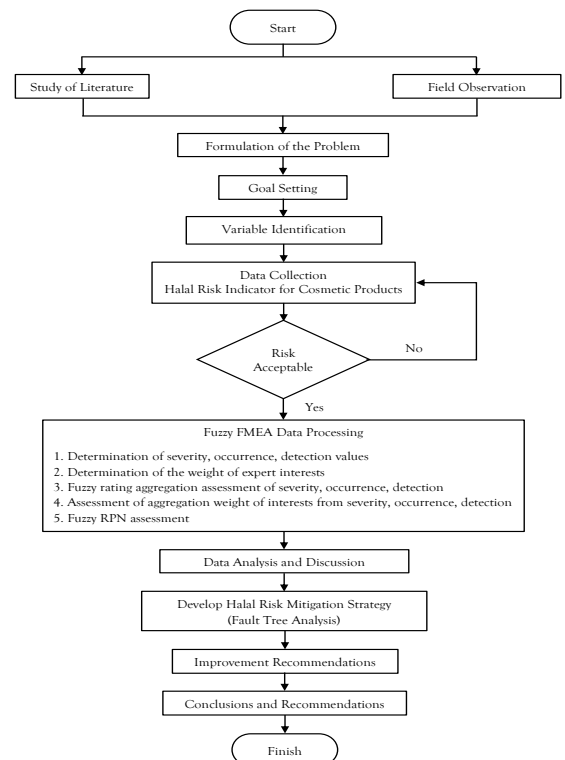 Start
Study of Literature
Field Observation
Formulation of the Problem
Goal Setting
Variable Identification
Data Collection
Halal Risk Indicator for Cosmetic Products
Risk
Acceptable
No
Yes
Fuzzy FMEA Data Processing
1. Determination of severity, occurrence, detection values
2. Determination of the weight of expert interests
3. Fuzzy rating aggregation assessment of severity, occurrence, detection
4. Assessment of aggregation weight of interests from severity, occurrence, detection
5. Fuzzy RPN assessment
Data Analysis and Discussion
Develop Halal Risk Mitigation Strategy
(Fault Tree Analysis)
Improvement Recommendations
Conclusions and Recommendations
Finish